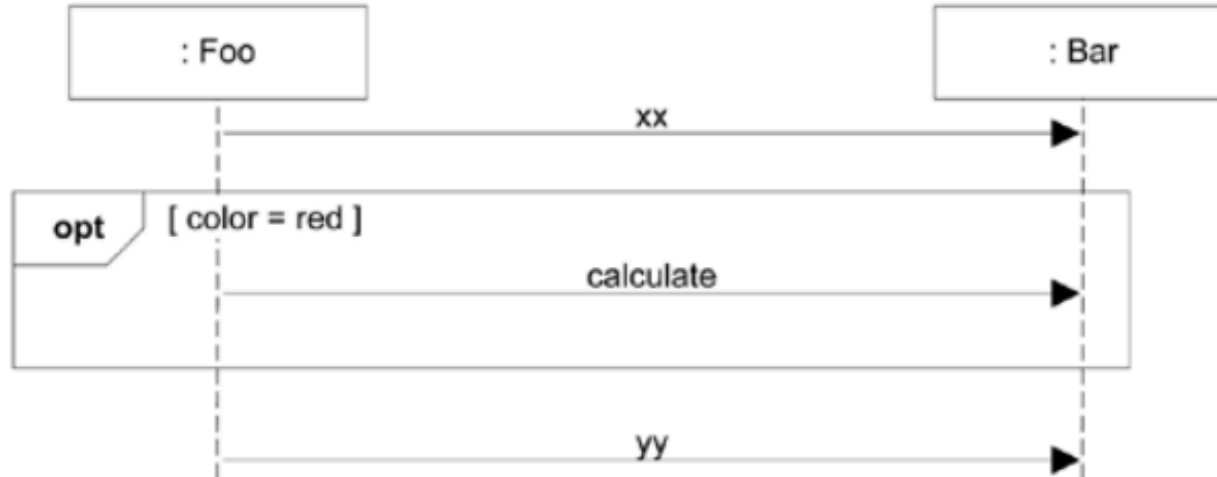 : Foo
: Bar
xx
opt
[ color = red ]
calculate
yy